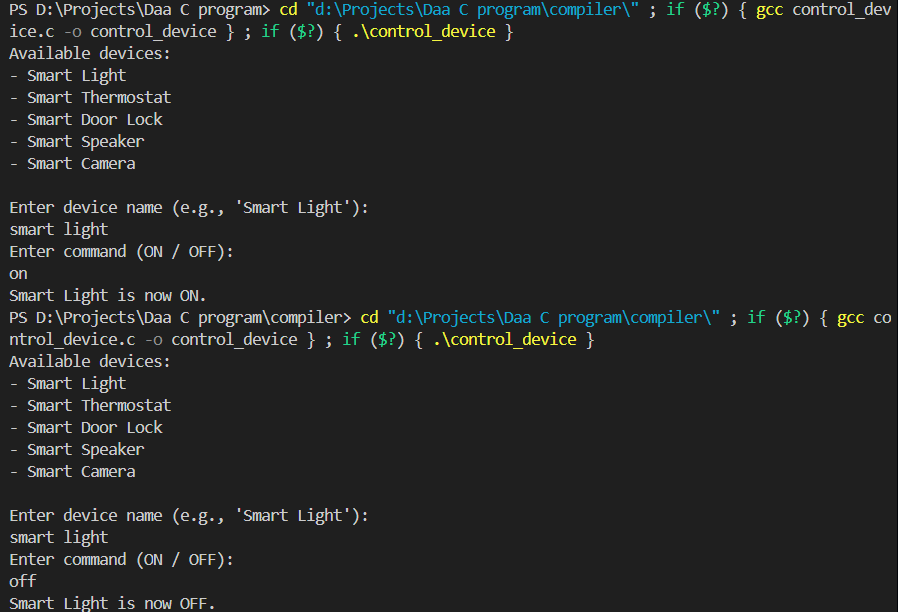 PS D:\Projects\Daa C program> cd "d:\Projects\Daa C program\compiler\" ; if ($?) { gcc control_dev
ice.c -o control_device } ; if ($?) { .\control_device }
Available devices:
- Smart Light
- Smart Thermostat
- Smart Door Lock
- Smart Speaker
- Smart Camera

Enter device name (e.g., 'Smart Light'):
smart light
Enter command (ON / OFF):
on
Smart Light is now ON.
PS D:\Projects\Daa C program\compiler> cd "d:\Projects\Daa C program\compiler\" ; if ($?) { gcc co
ntrol_device.c -o control_device } ; if ($?) { .\control_device }
Available devices:
- Smart Light
- Smart Thermostat
- Smart Door Lock
- Smart Speaker
- Smart Camera

Enter device name (e.g., 'Smart Light'):
smart light
Enter command (ON / OFF):
off
Smart Light is now OFF.